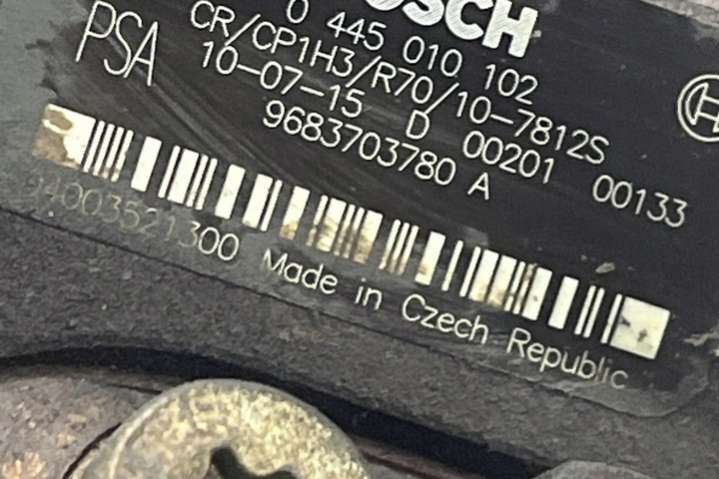 BOSCH
PSA
0 445 010 102
CR/CP1H3/R70/10-7812S
10-07-15 D 00201 00133
9683703780 A
94003521300 Made in Czech Republic